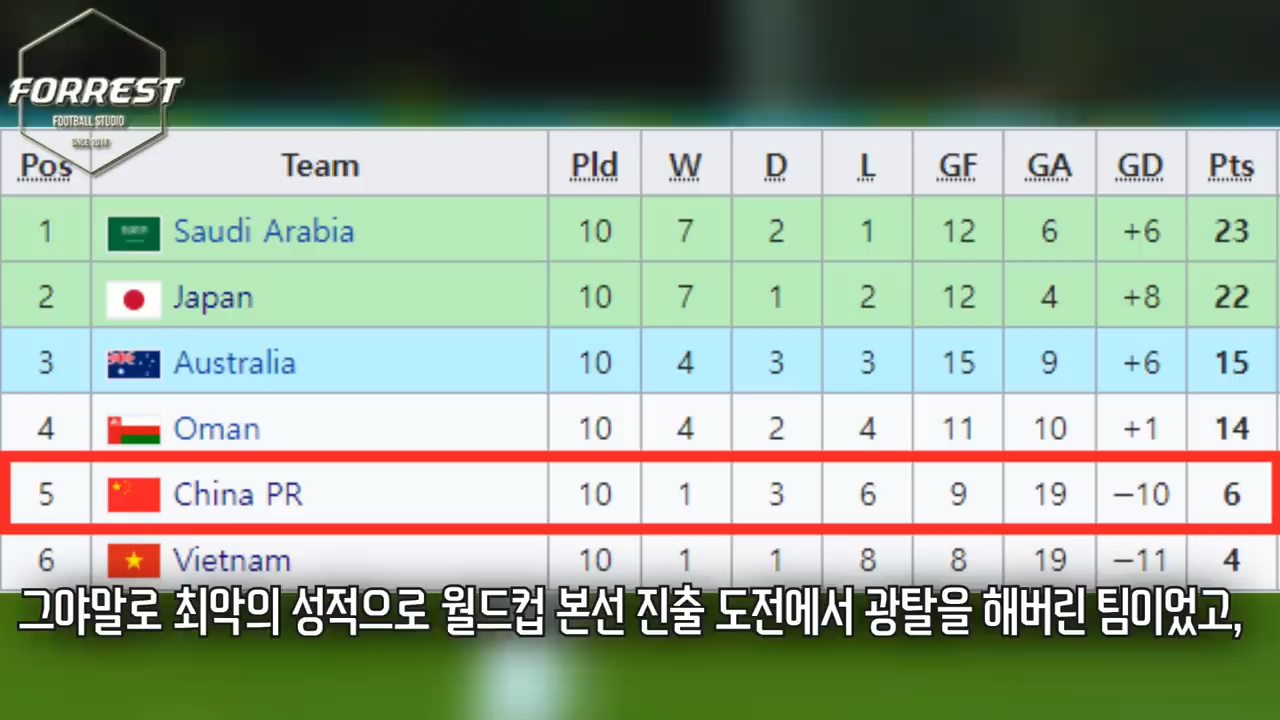 FORREST
FOOTBALL STUDIO
Pos Team Pld W D L GF GA GD Pts
1 Saudi Arabia 10 7 2 1 12 6 +6 23
2 Japan 10 7 1 2 12 4 +8 22
3 Australia 10 4 3 3 15 9 +6 15
4 Oman 10 4 2 4 11 10 +1 14
5 China PR 10 1 3 6 9 19 −10 6
6 Vietnam 10 1 1 8 8 19 −11 4
그야말로 최악의 성적으로 월드컵 본선 진출 도전에서 광탈을 해버린 팀이었고,